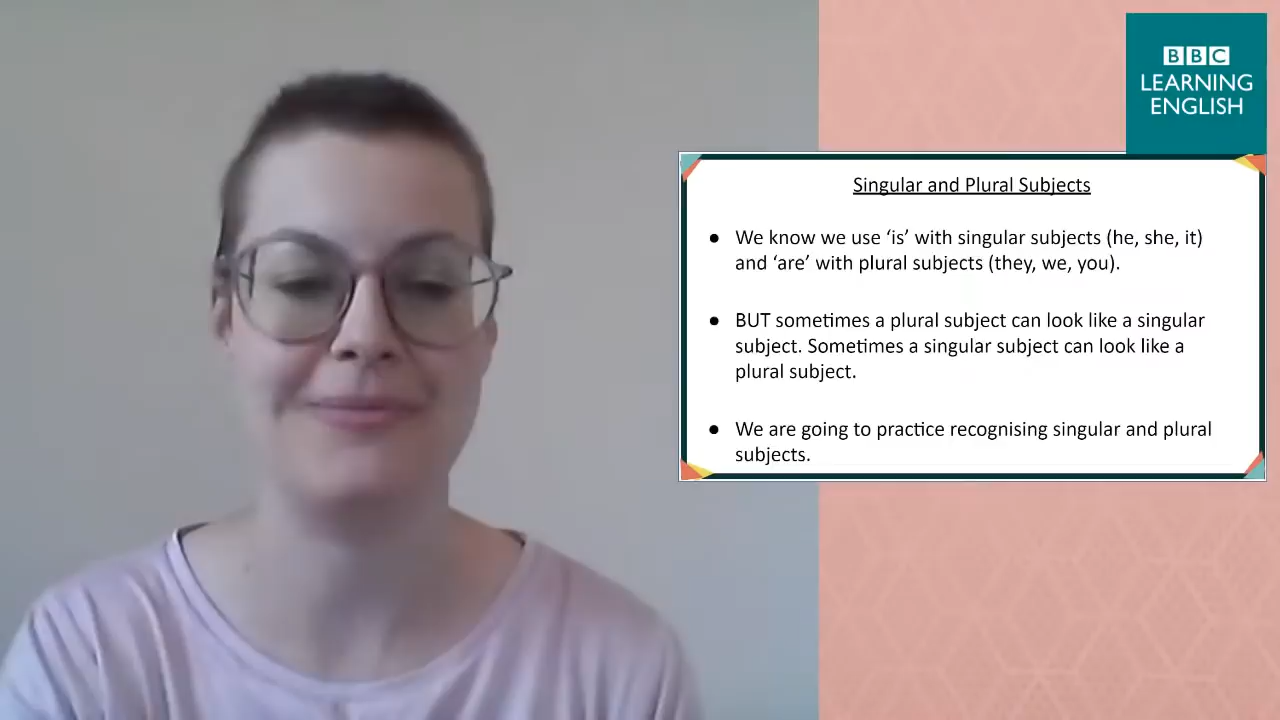 BBC
LEARNING
ENGLISH
Singular and Plural Subjects
● We know we use ‘is’ with singular subjects (he, she, it)
and ‘are’ with plural subjects (they, we, you).
● BUT sometimes a plural subject can look like a singular
subject. Sometimes a singular subject can look like a
plural subject.
● We are going to practice recognising singular and plural
subjects.